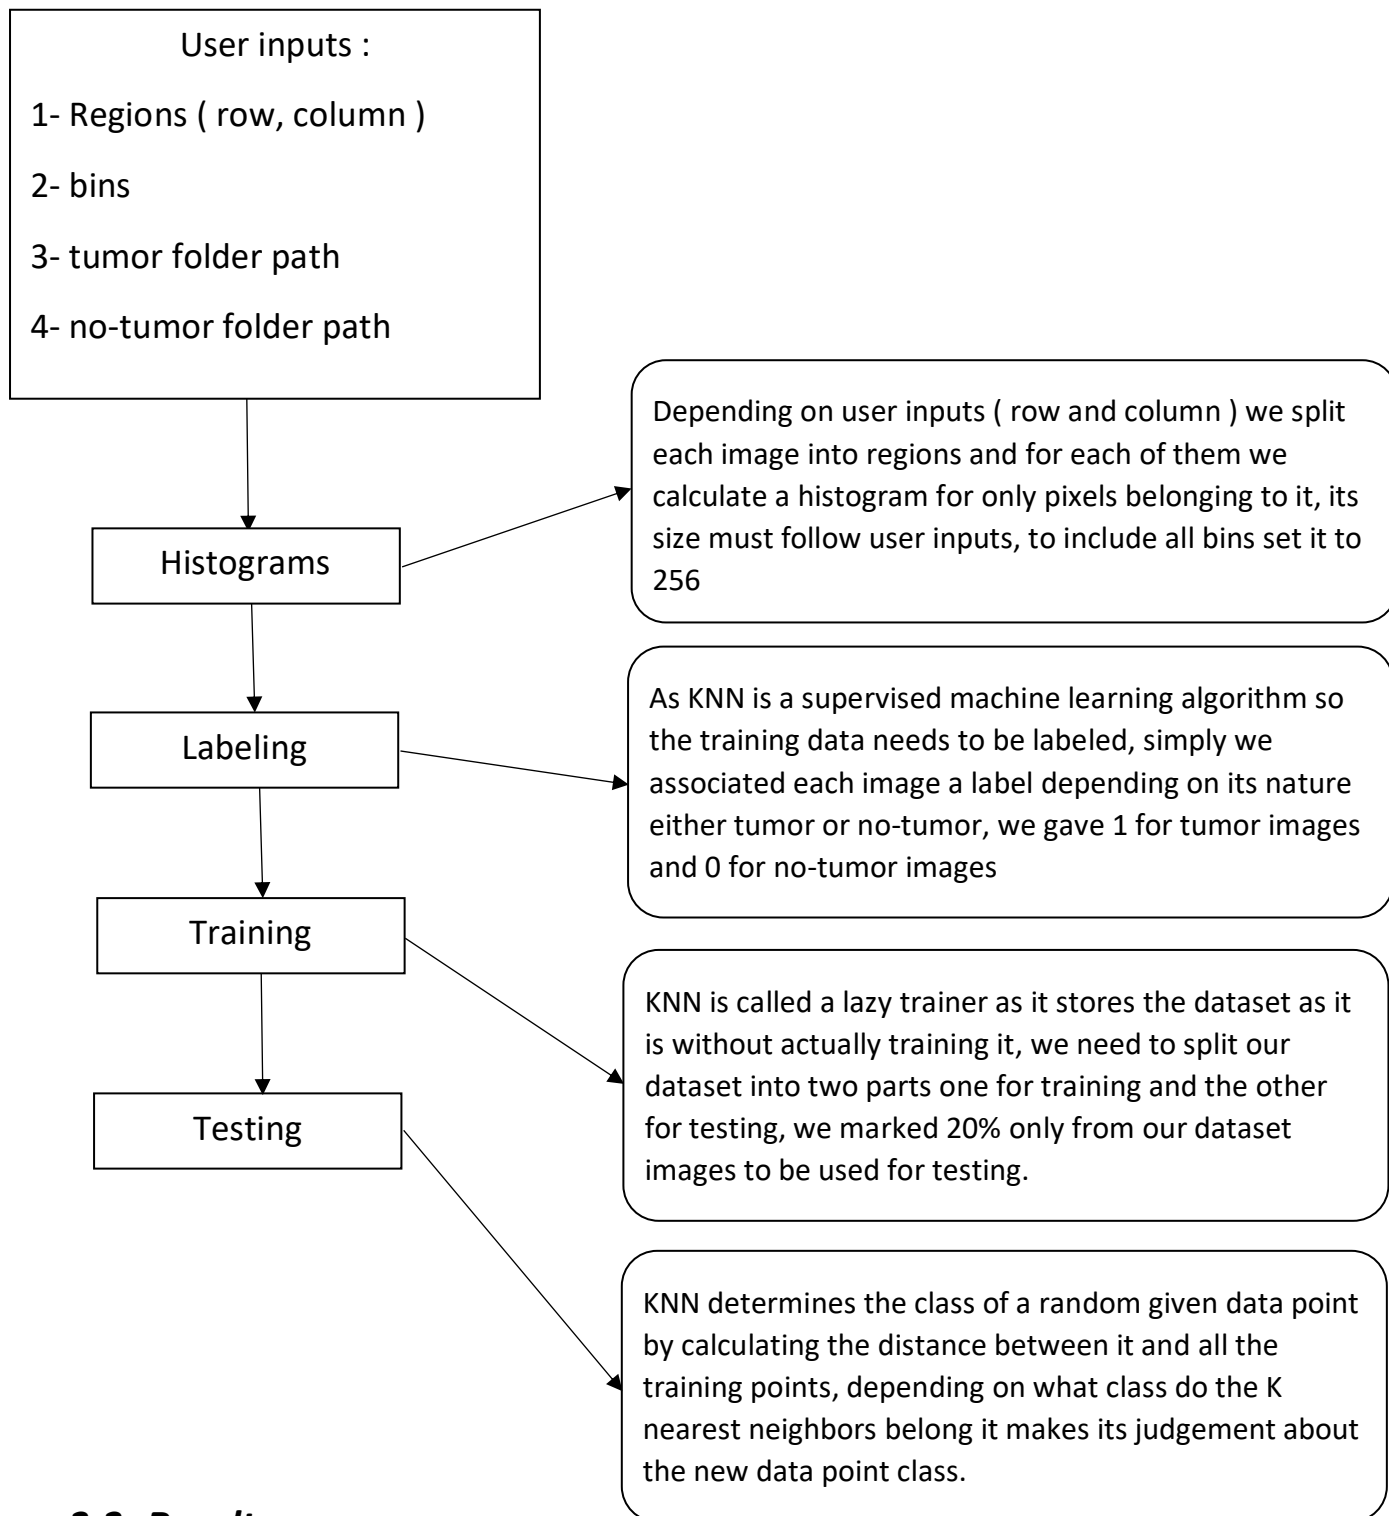 User inputs :
1- Regions ( row, column )
2- bins
3- tumor folder path
4- no-tumor folder path
Histograms
Depending on user inputs ( row and column ) we split
each image into regions and for each of them we
calculate a histogram for only pixels belonging to it, its
size must follow user inputs, to include all bins set it to
256
Labeling
As KNN is a supervised machine learning algorithm so
the training data needs to be labeled, simply we
associated each image a label depending on its nature
either tumor or no-tumor, we gave 1 for tumor images
and 0 for no-tumor images
Training
KNN is called a lazy trainer as it stores the dataset as it
is without actually training it, we need to split our
dataset into two parts one for training and the other
for testing, we marked 20% only from our dataset
images to be used for testing.
Testing
KNN determines the class of a random given data point
by calculating the distance between it and all the
training points, depending on what class do the K
nearest neighbors belong it makes its judgement about
the new data point class.